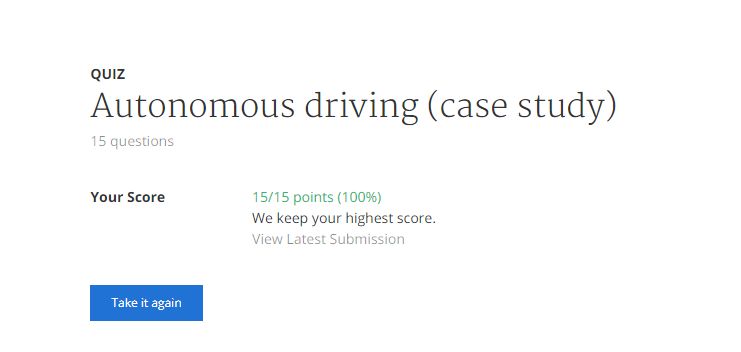 QUIZ
Autonomous driving (case study)
15 questions
Your Score
15/15 points (100%)
We keep your highest score.
View Latest Submission
Take it again